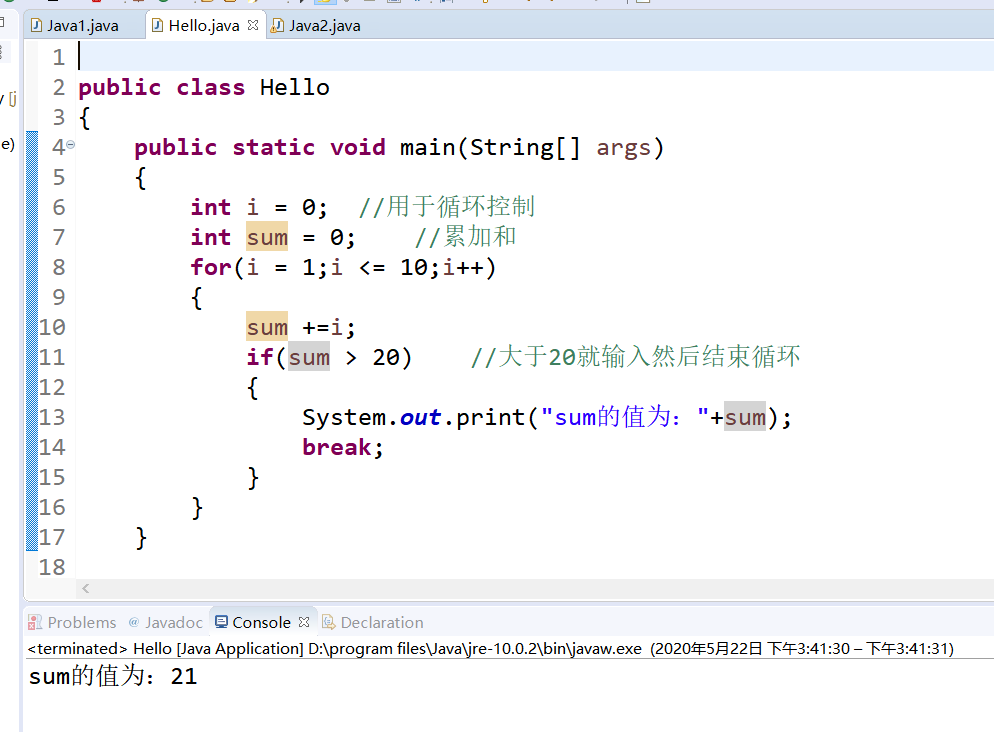 Java1.java Hello.java Java2.java
1
2 public class Hello
3 {
4 public static void main(String[] args)
5 {
6 int i = 0; //用于循环控制
7 int sum = 0; //累加和
8 for(i = 1;i <= 10;i++)
9 {
10 sum +=i;
11 if(sum > 20) //大于20就输入然后结束循环
12 {
13 System.out.print("sum的值为："+sum);
14 break;
15 }
16 }
17 }
18
Problems @ Javadoc Console Declaration
<terminated> Hello [Java Application] D:\program files\Java\jre-10.0.2\bin\javaw.exe (2020年5月22日 下午3:41:30 – 下午3:41:31)
sum的值为：21